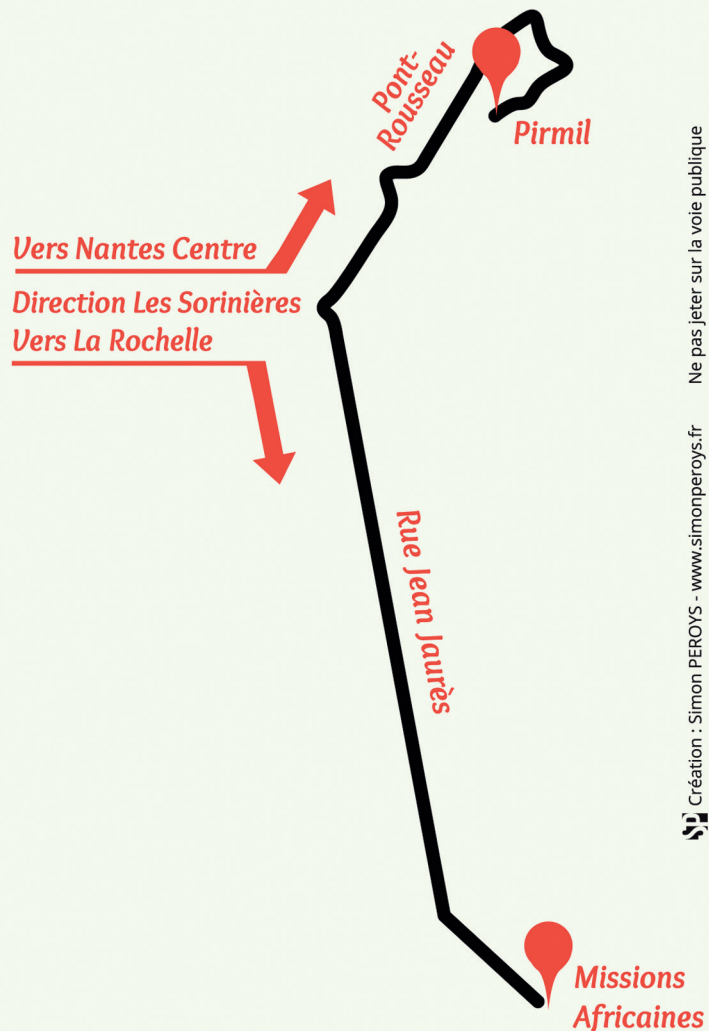 Pont-
Rousseau
Pirmil
Vers Nantes Centre
Direction Les Sorinières
Vers La Rochelle
Rue Jean Jaurès
Missions
Africaines
SP Création : Simon PEROYS - www.simonperoys.fr Ne pas jeter sur la voie publique